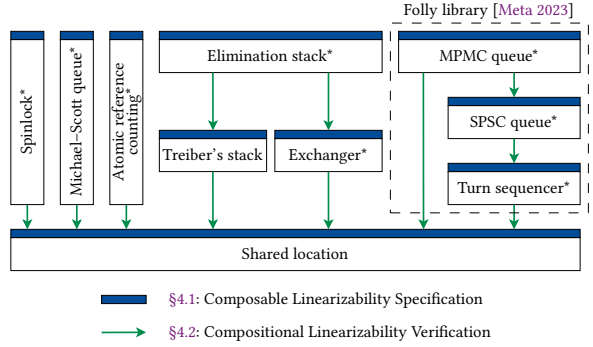 Folly library [Meta 2023]
Spinlock*
Michael–Scott queue*
Atomic reference
counting*
Elimination stack*
MPMC queue*
SPSC queue*
Treiber's stack
Exchanger*
Turn sequencer*
Shared location
§4.1: Composable Linearizability Specification
§4.2: Compositional Linearizability Verification